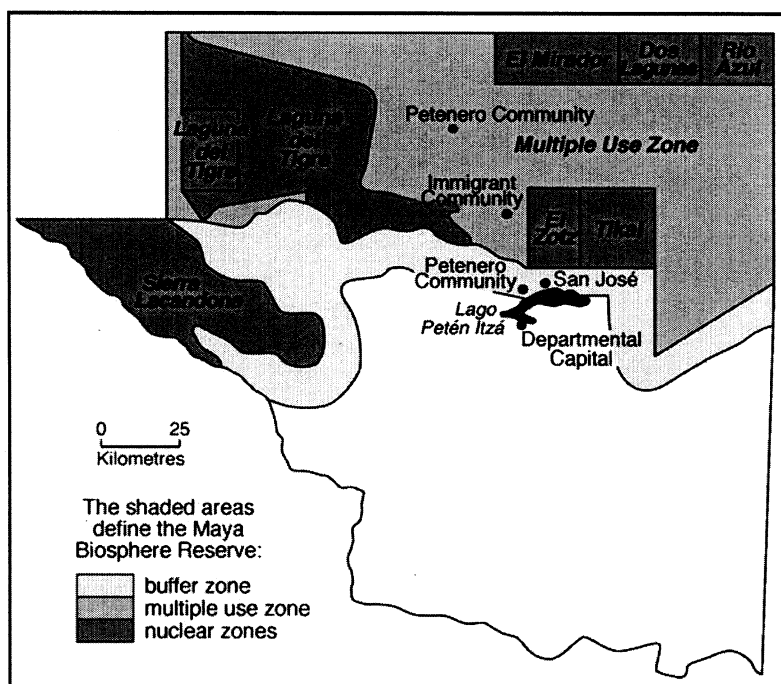 El Mirador
Dos
Lagunas
Rio
Azul
Laguna
del
Tigre
Laguna
del
Tigre
Petenero Community
Multiple Use Zone
Immigrant
Community
El
Zotz
Tikal
Sierra
Lacandona
Petenero
Community
San José
Lago
Petén Itzá
Departmental
Capital
0 25
Kilometres
The shaded areas
define the Maya
Biosphere Reserve:
buffer zone
multiple use zone
nuclear zones